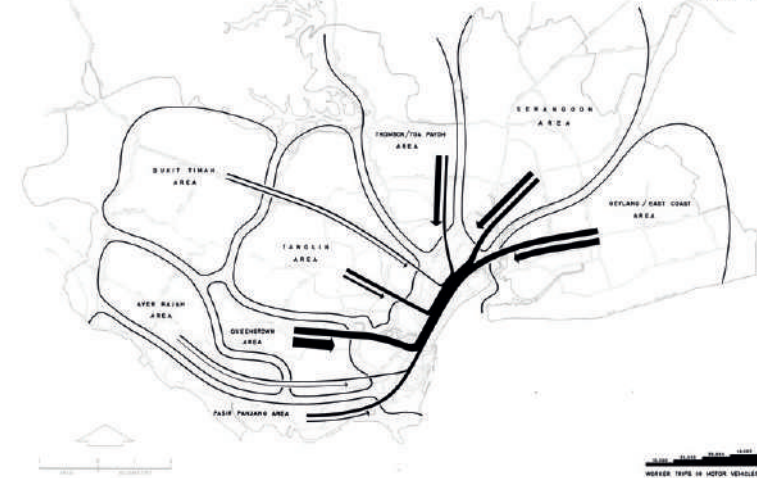 SERANGOON
AREA
THOMSON/TOA PAYOH
AREA
BUKIT TIMAH
AREA
GEYLANG / EAST COAST
AREA
TANGLIN
AREA
AYER RAJAH
AREA
QUEENSTOWN
AREA
PASIR PANJANG AREA
WORKER TRIPS IN MOTOR VEHICLES